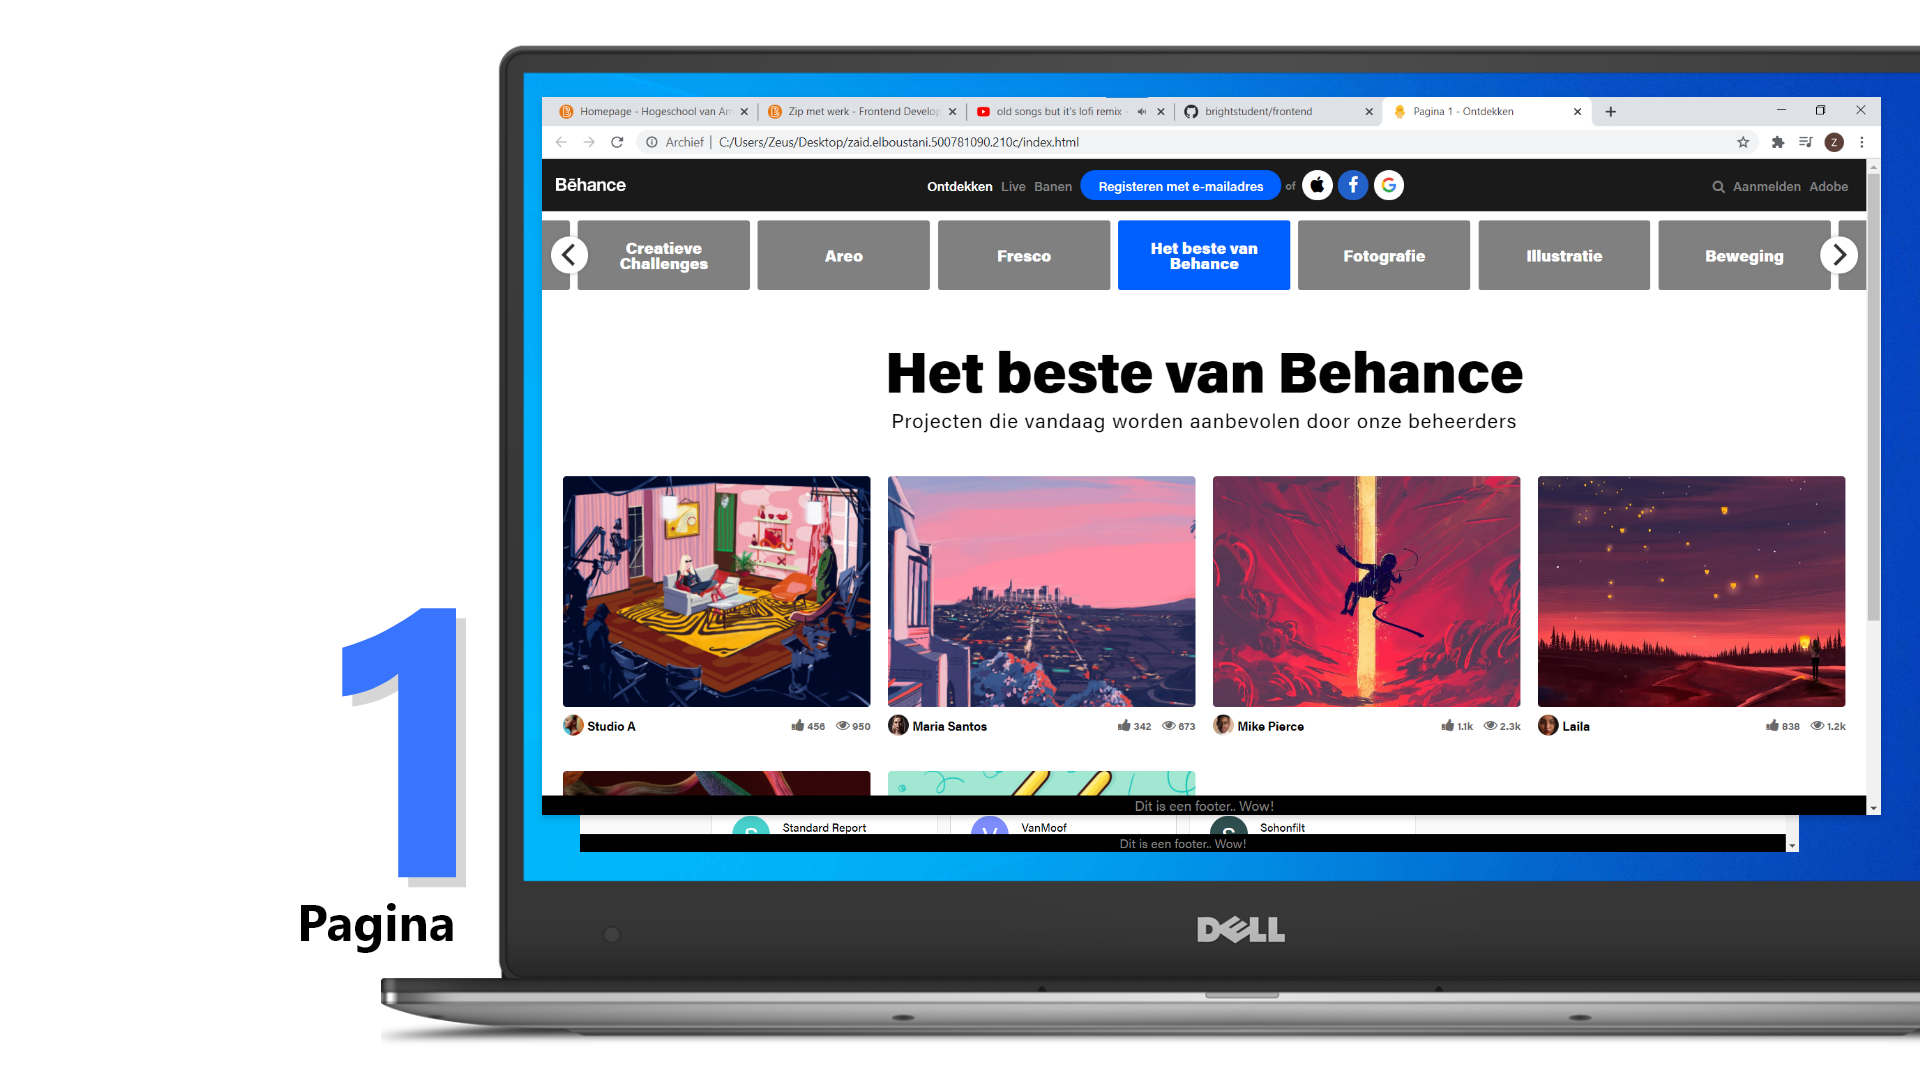 Homepage - Hogeschool van Am
Zip met werk - Frontend Develop
old songs but it's lofi remix -
brightstudent/frontend
Pagina 1 - Ontdekken
Archief | C:/Users/Zeus/Desktop/zaid.elboustani.500781090.210c/index.html
Z
Bēhance
Ontdekken Live Banen Registeren met e-mailadres of
Aanmelden Adobe
Creatieve
Challenges
Areo
Fresco
Het beste van
Behance
Fotografie
Illustratie
Beweging
Het beste van Behance
Projecten die vandaag worden aanbevolen door onze beheerders
Studio A 456 950
Maria Santos 342 673
Mike Pierce 1.1k 2.3k
Laila 838 1.2k
Dit is een footer.. Wow!
Standard Report
VanMoof
Schonfilt
Dit is een footer.. Wow!
1
Pagina
DELL